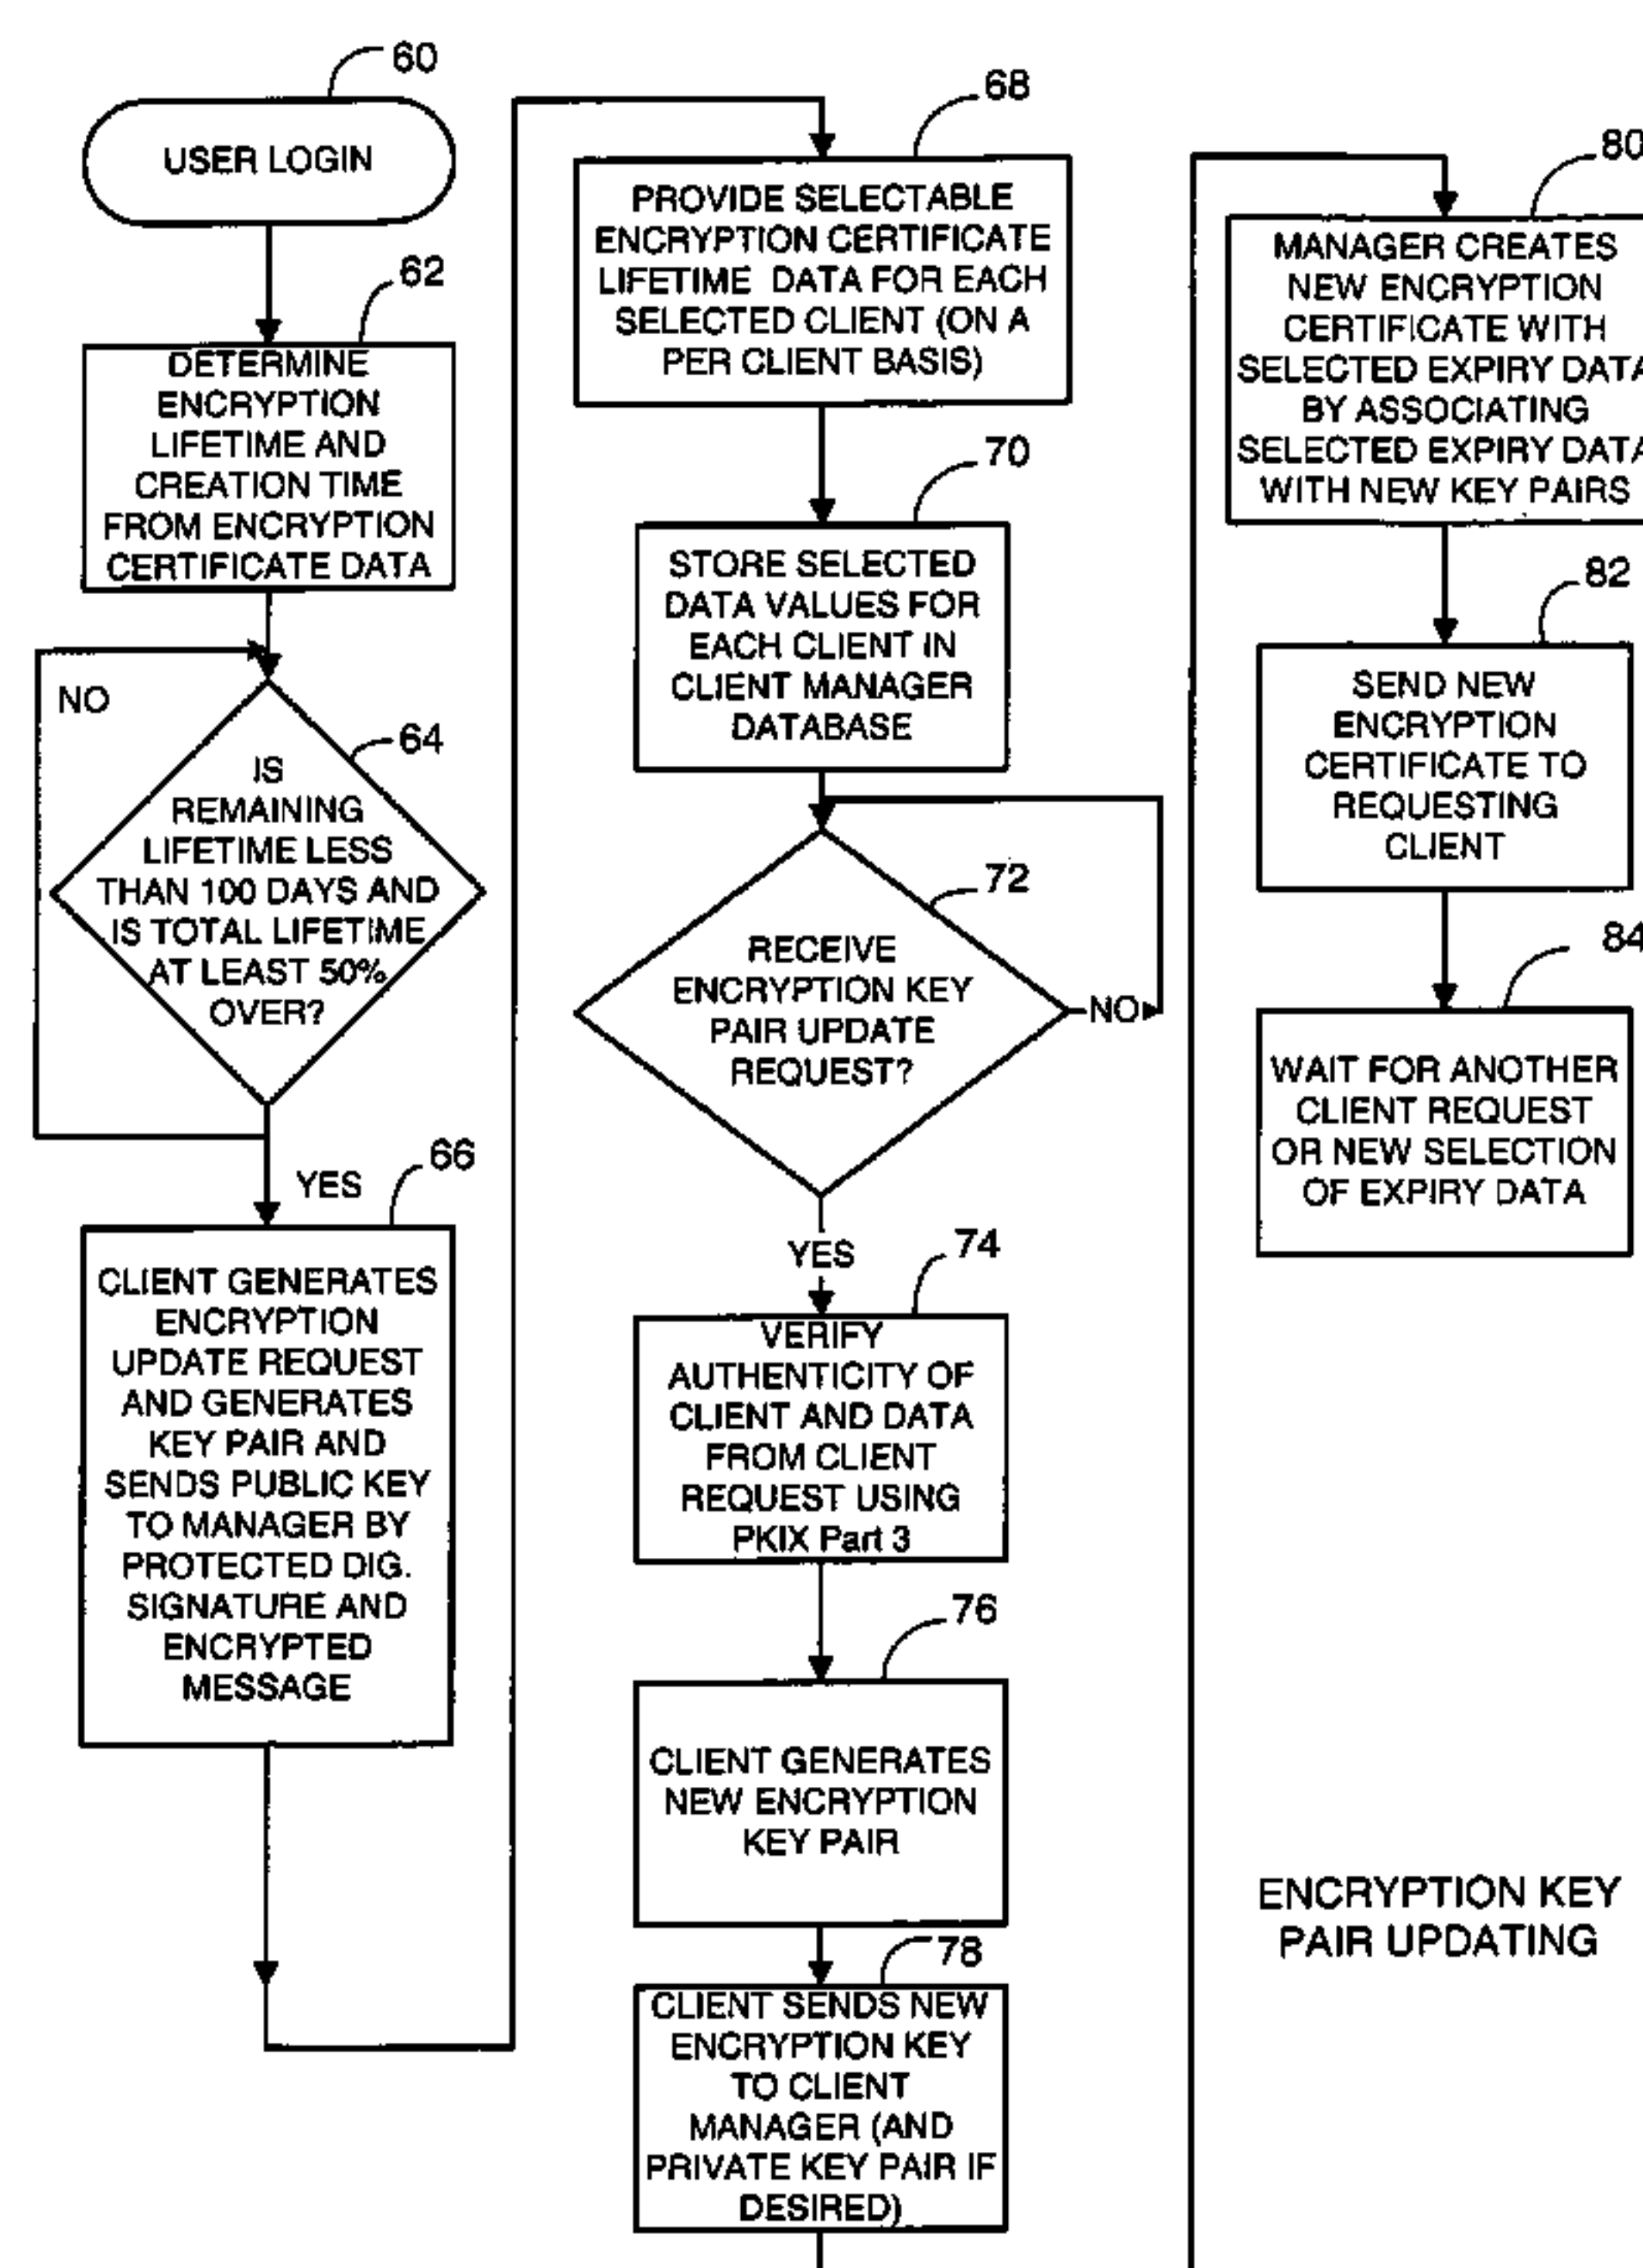 60
USER LOGIN
62
DETERMINE
ENCRYPTION
LIFETIME AND
CREATION TIME
FROM ENCRYPTION
CERTIFICATE DATA
NO
64
IS
REMAINING
LIFETIME LESS
THAN 100 DAYS AND
IS TOTAL LIFETIME
AT LEAST 50%
OVER?
YES
66
CLIENT GENERATES
ENCRYPTION
UPDATE REQUEST
AND GENERATES
KEY PAIR AND
SENDS PUBLIC KEY
TO MANAGER BY
PROTECTED DIG.
SIGNATURE AND
ENCRYPTED
MESSAGE
68
PROVIDE SELECTABLE
ENCRYPTION CERTIFICATE
LIFETIME DATA FOR EACH
SELECTED CLIENT (ON A
PER CLIENT BASIS)
70
STORE SELECTED
DATA VALUES FOR
EACH CLIENT IN
CLIENT MANAGER
DATABASE
72
RECEIVE
ENCRYPTION KEY
PAIR UPDATE
REQUEST?
NO
YES
74
VERIFY
AUTHENTICITY OF
CLIENT AND DATA
FROM CLIENT
REQUEST USING
PKIX Part 3
76
CLIENT GENERATES
NEW ENCRYPTION
KEY PAIR
78
CLIENT SENDS NEW
ENCRYPTION KEY
TO CLIENT
MANAGER (AND
PRIVATE KEY PAIR IF
DESIRED)
80
MANAGER CREATES
NEW ENCRYPTION
CERTIFICATE WITH
SELECTED EXPIRY DATA
BY ASSOCIATING
SELECTED EXPIRY DATA
WITH NEW KEY PAIRS
82
SEND NEW
ENCRYPTION
CERTIFICATE TO
REQUESTING
CLIENT
84
WAIT FOR ANOTHER
CLIENT REQUEST
OR NEW SELECTION
OF EXPIRY DATA
ENCRYPTION KEY
PAIR UPDATING